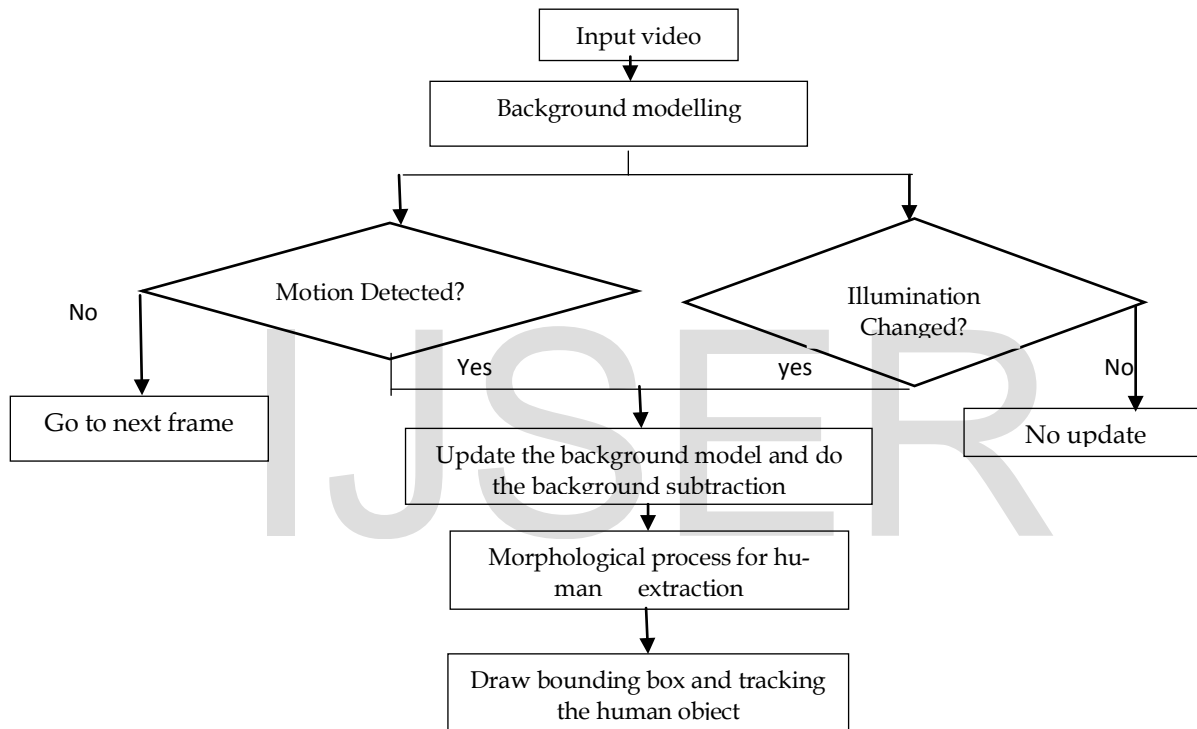 Input video
Background modelling
Motion Detected?
Illumination
Changed?
No
Yes
yes
No
Go to next frame
No update
Update the background model and do
the background subtraction
Morphological process for hu-
man extraction
Draw bounding box and tracking
the human object
IJSER